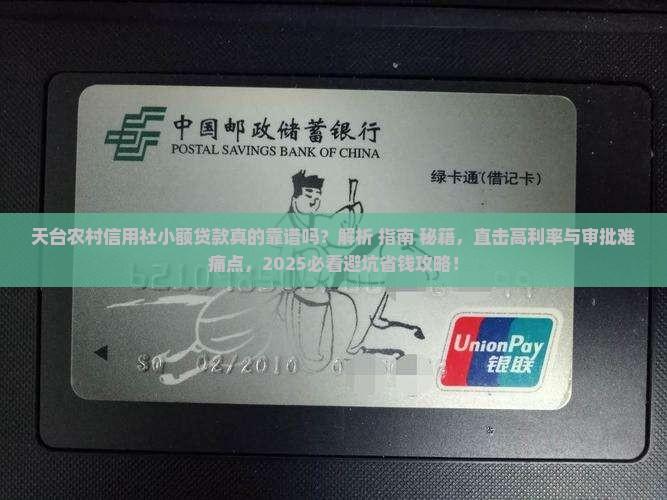 中国邮政储蓄银行
POSTAL SAVINGS BANK OF CHINA
绿卡通(借记卡)
天台农村信用社小额贷款真的靠谱吗？解析 指南 秘籍，直击高利率与审批难
痛点，2025必看避坑省钱攻略！
02/2010
UnionPay
银联